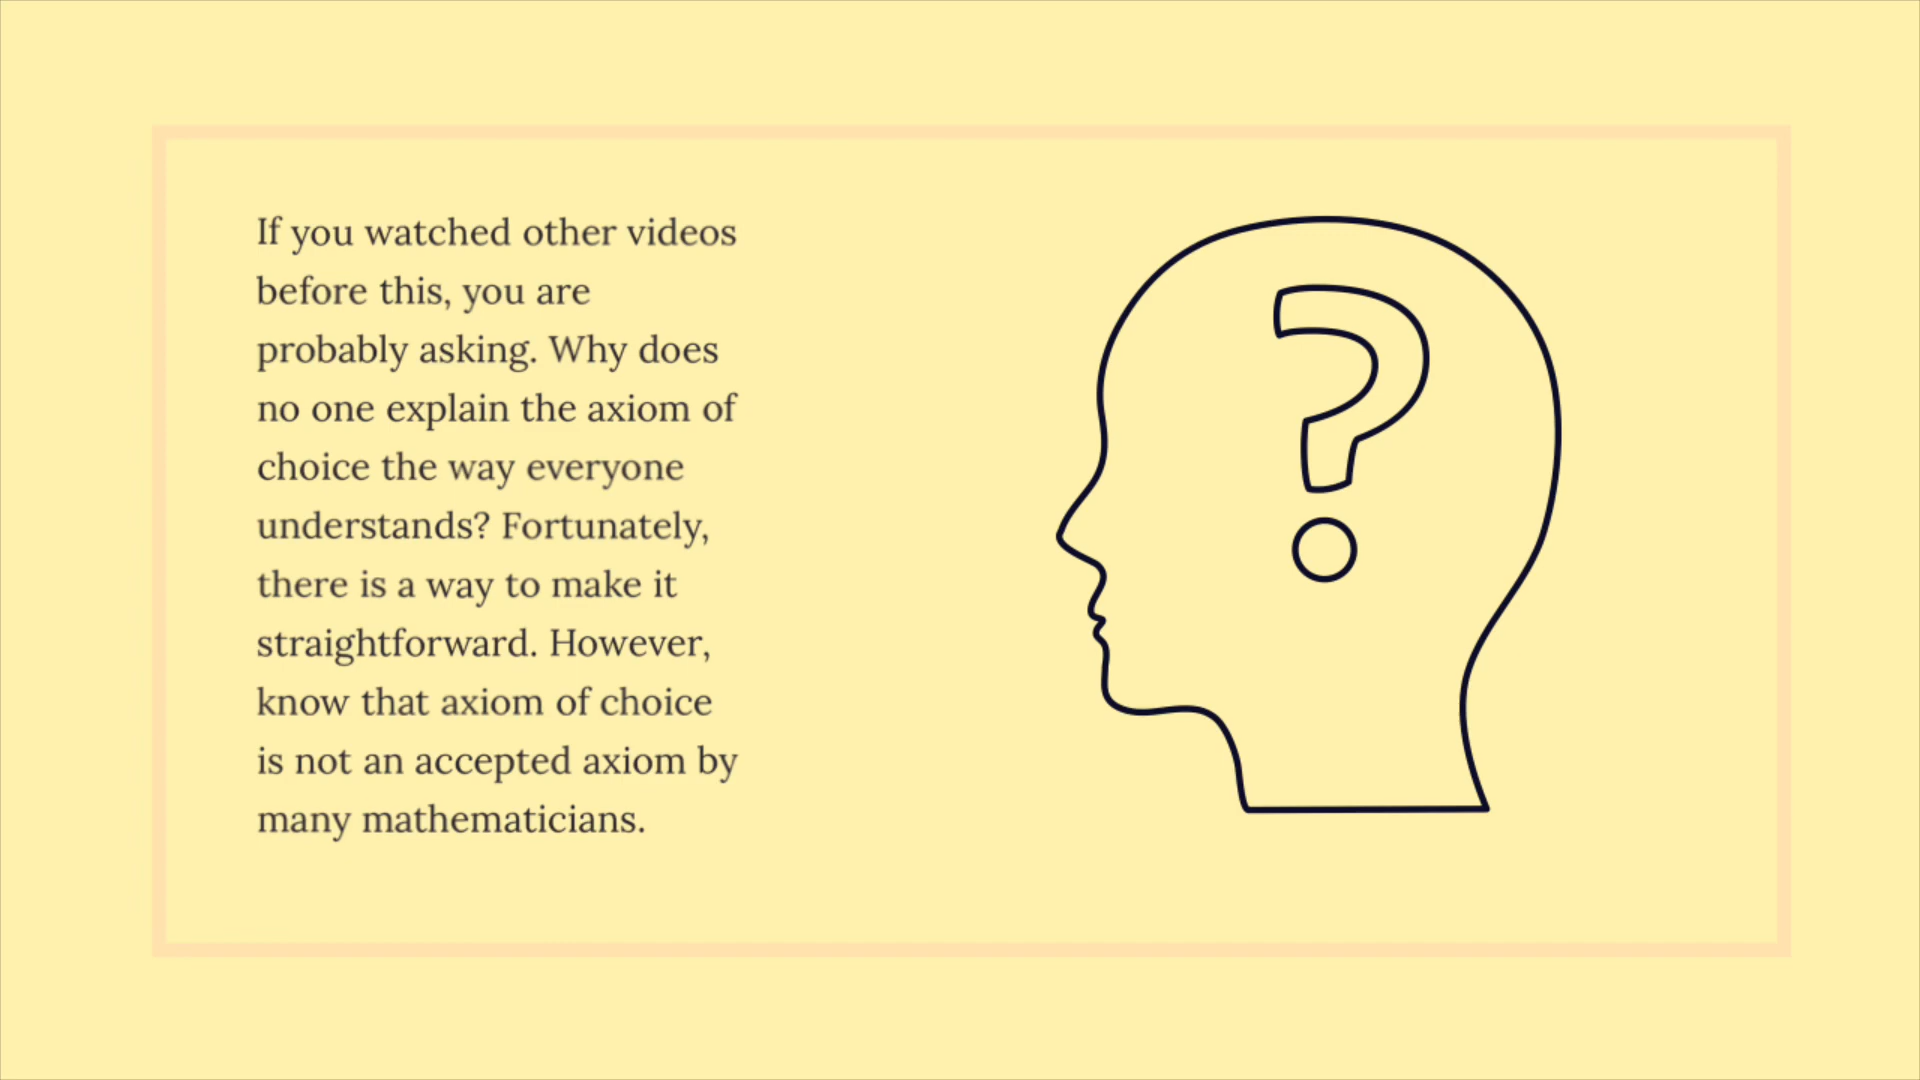 If you watched other videos
before this, you are
probably asking. Why does
no one explain the axiom of
choice the way everyone
understands? Fortunately,
there is a way to make it
straightforward. However,
know that axiom of choice
is not an accepted axiom by
many mathematicians.
?